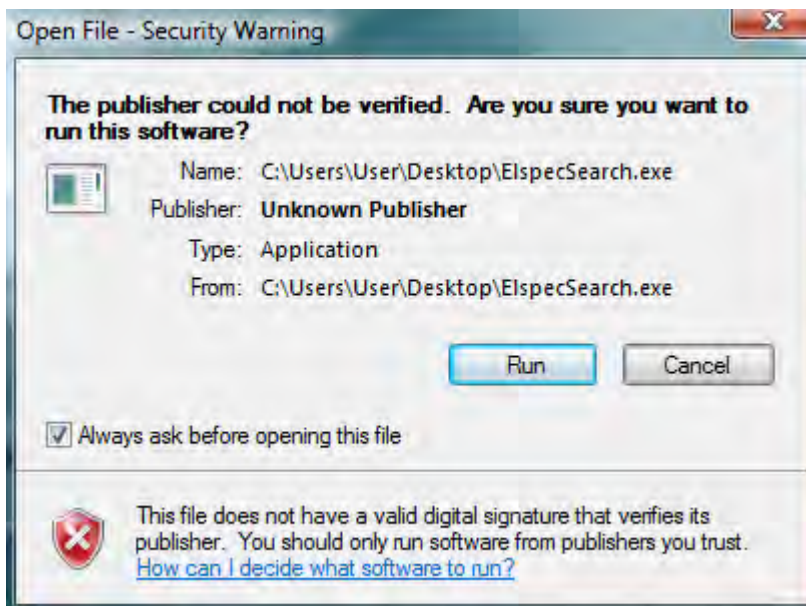 Open File - Security Warning
The publisher could not be verified. Are you sure you want to
run this software?
Name: C:\Users\User\Desktop\ElspecSearch.exe
Publisher: Unknown Publisher
Type: Application
From: C:\Users\User\Desktop\ElspecSearch.exe
Run Cancel
Always ask before opening this file
This file does not have a valid digital signature that verifies its
publisher. You should only run software from publishers you trust.
How can I decide what software to run?